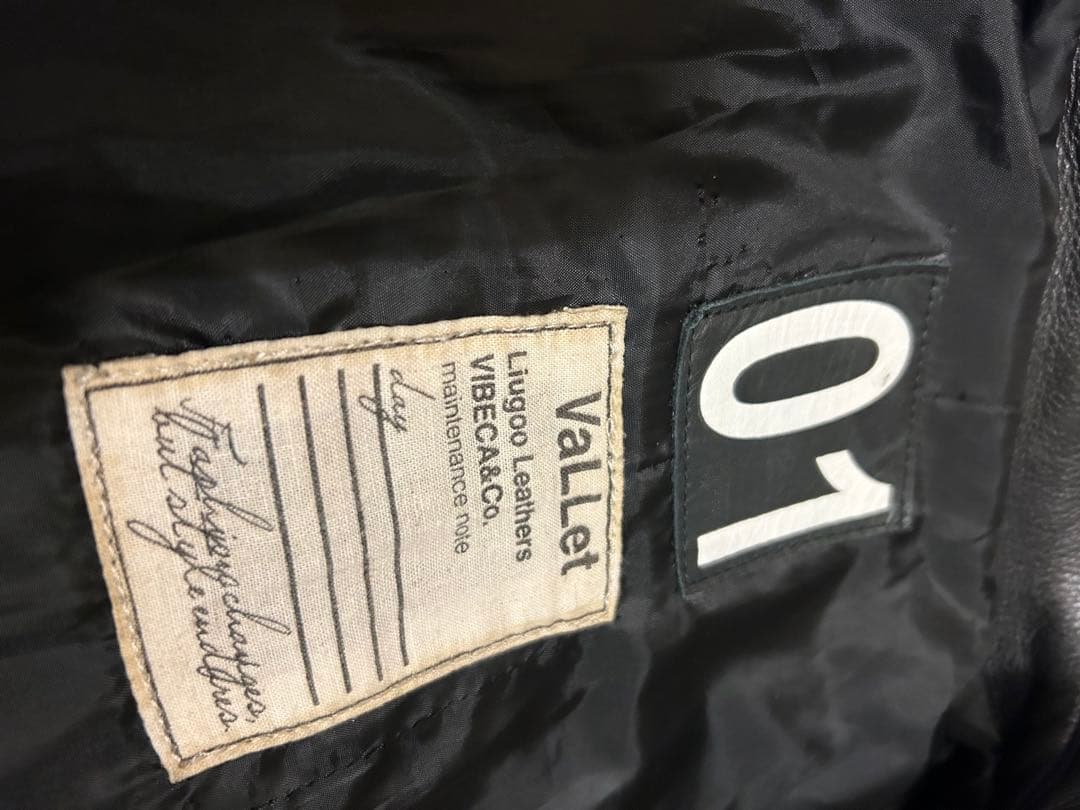 01
VaLLet
Liugoo Leathers
VIBECA&Co.
maintenance note
day
Fashion changes,
but style endures.